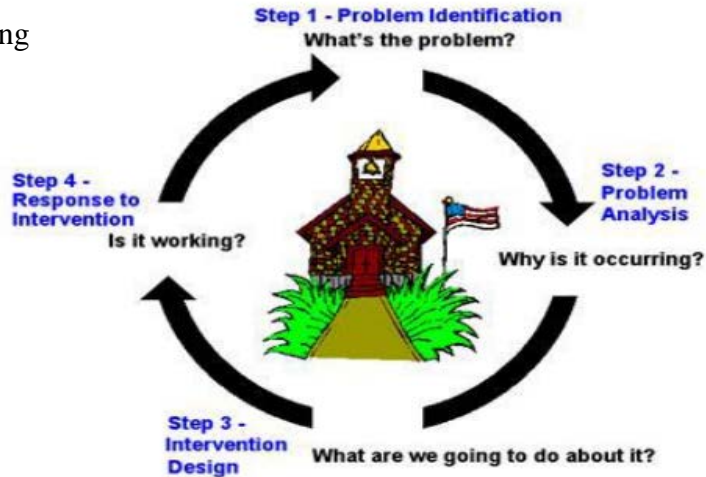 ng
Step 1 - Problem Identification
What's the problem?
Step 2 -
Problem
Analysis
Why is it occurring?
Step 3 -
Intervention
Design
What are we going to do about it?
Step 4 -
Response to
Intervention
Is it working?